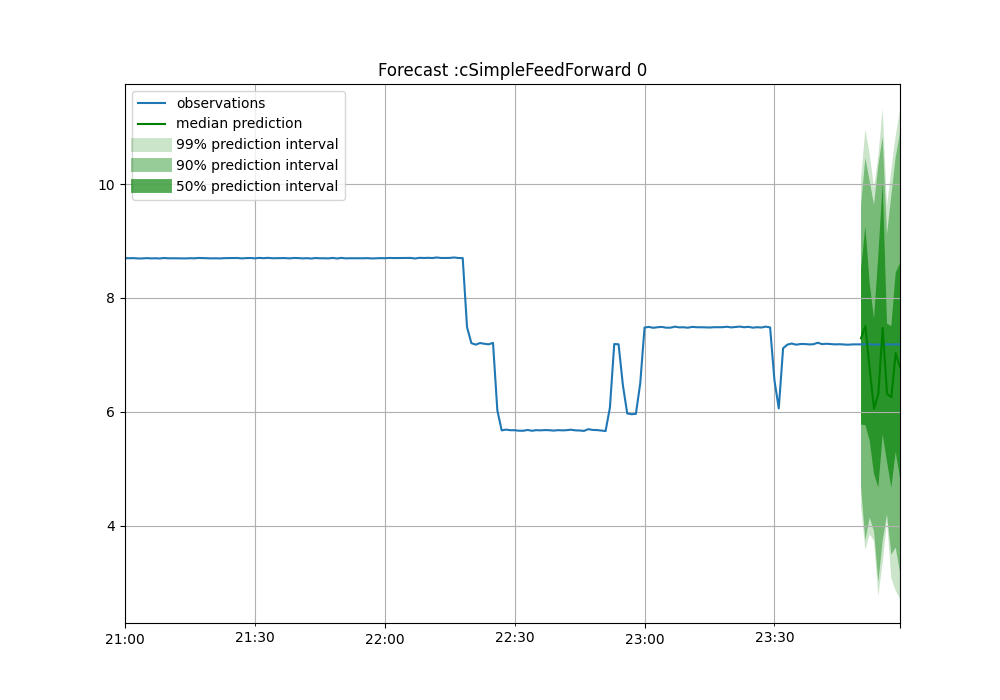 Forecast :cSimpleFeedForward 0
observations
median prediction
99% prediction interval
90% prediction interval
50% prediction interval
10
8
6
4
21:00
21:30
22:00
22:30
23:00
23:30